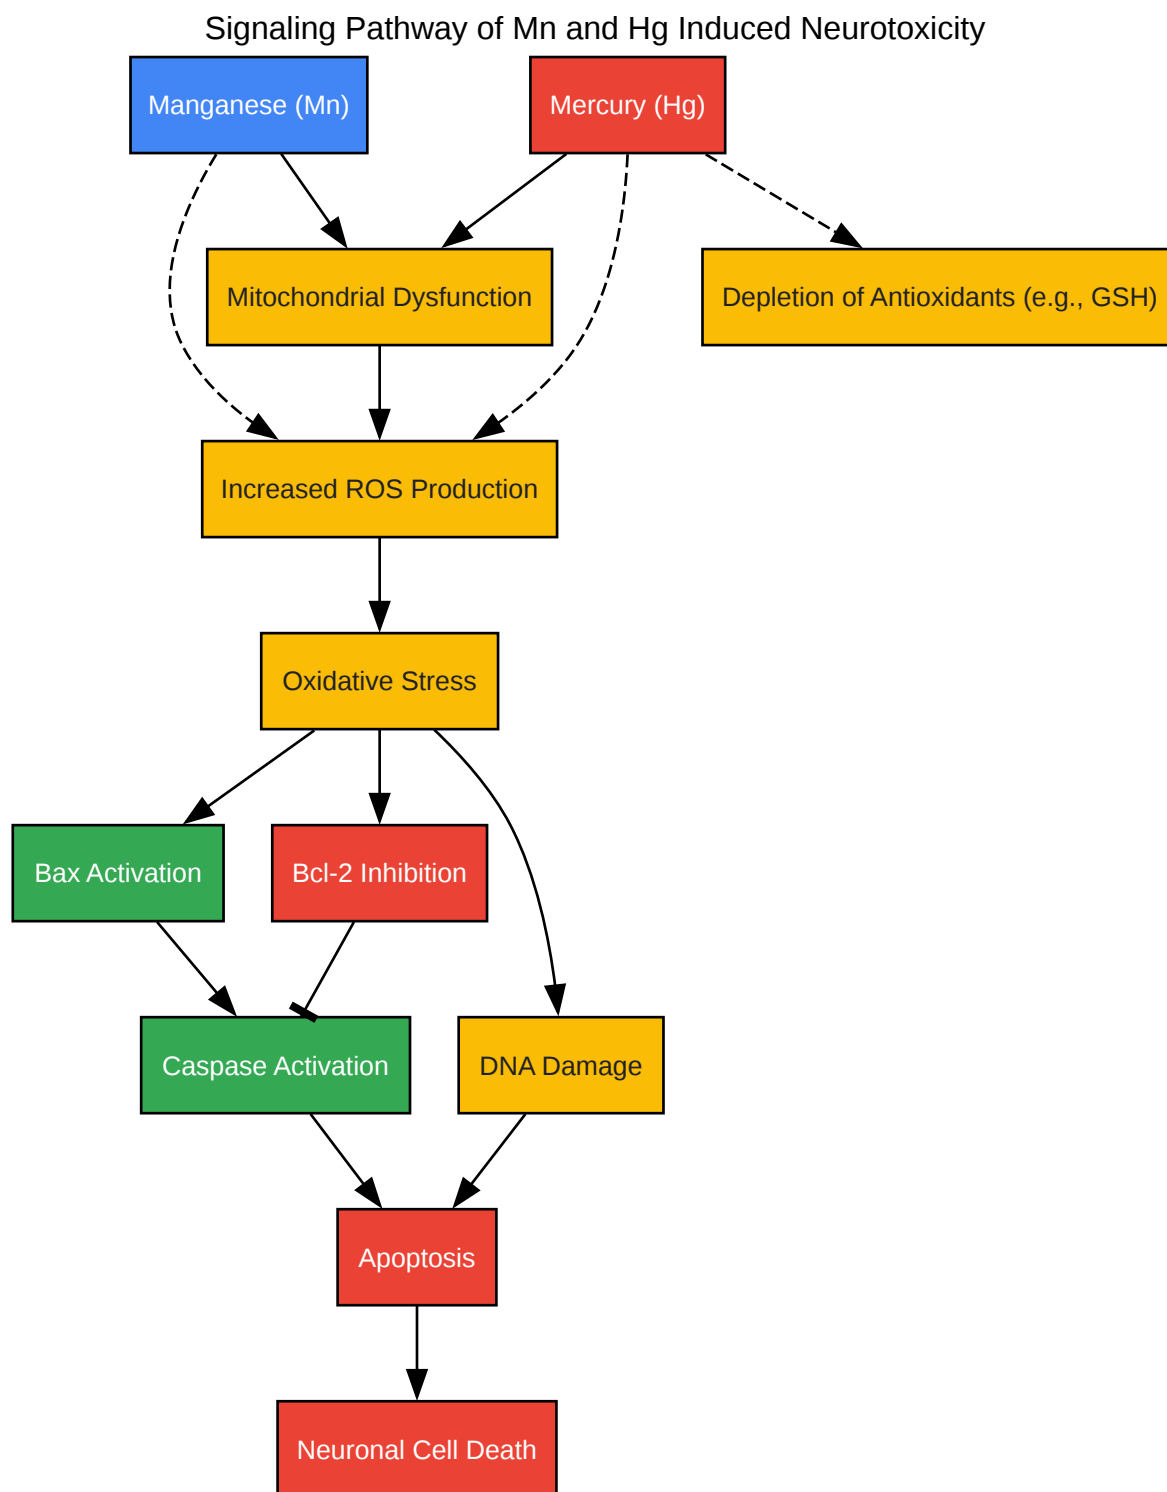 Signaling Pathway of Mn and Hg Induced Neurotoxicity
Manganese (Mn)
Mercury (Hg)
Mitochondrial Dysfunction
Depletion of Antioxidants (e.g., GSH)
Increased ROS Production
Oxidative Stress
Bax Activation
Bcl-2 Inhibition
Caspase Activation
DNA Damage
Apoptosis
Neuronal Cell Death